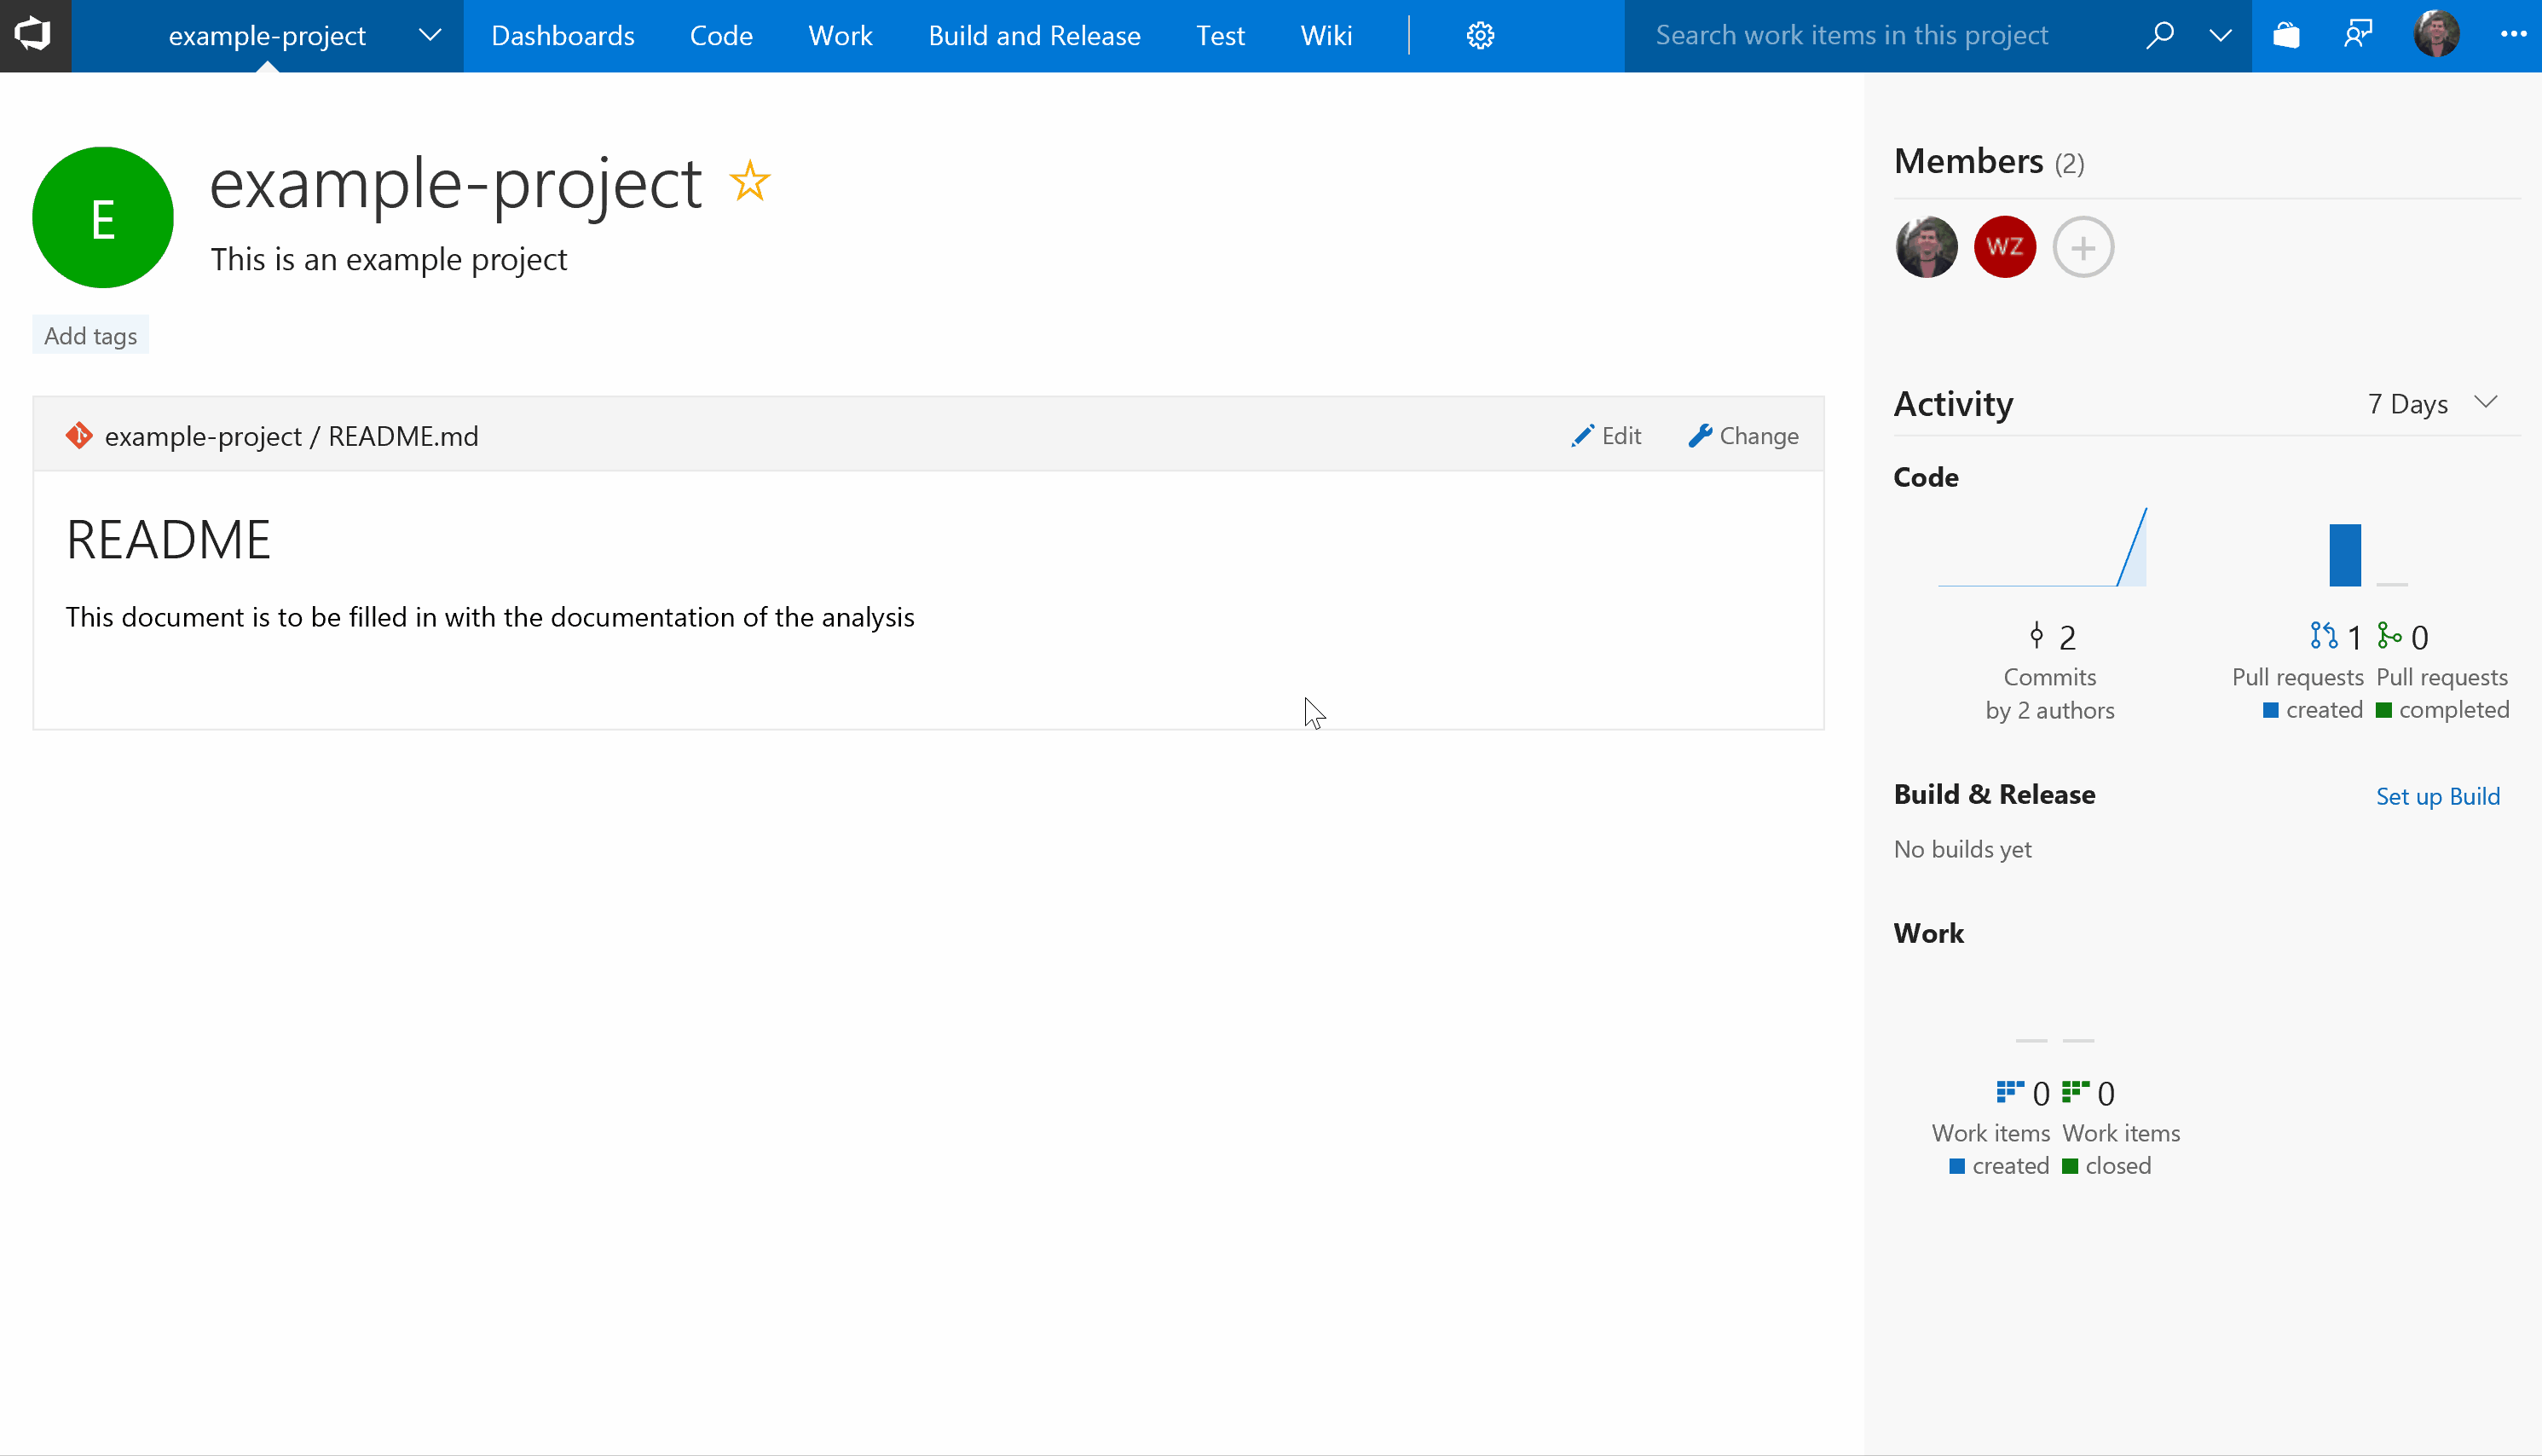 example-project Dashboards Code Work Build and Release Test Wiki Search work items in this project
E
example-project
This is an example project
Add tags
example-project / README.md Edit Change
README
This document is to be filled in with the documentation of the analysis
Members (2)
WZ
Activity 7 Days
Code
2
Commits
by 2 authors
1 0
Pull requests Pull requests
created completed
Build & Release Set up Build
No builds yet
Work
0 0
Work items Work items
created closed